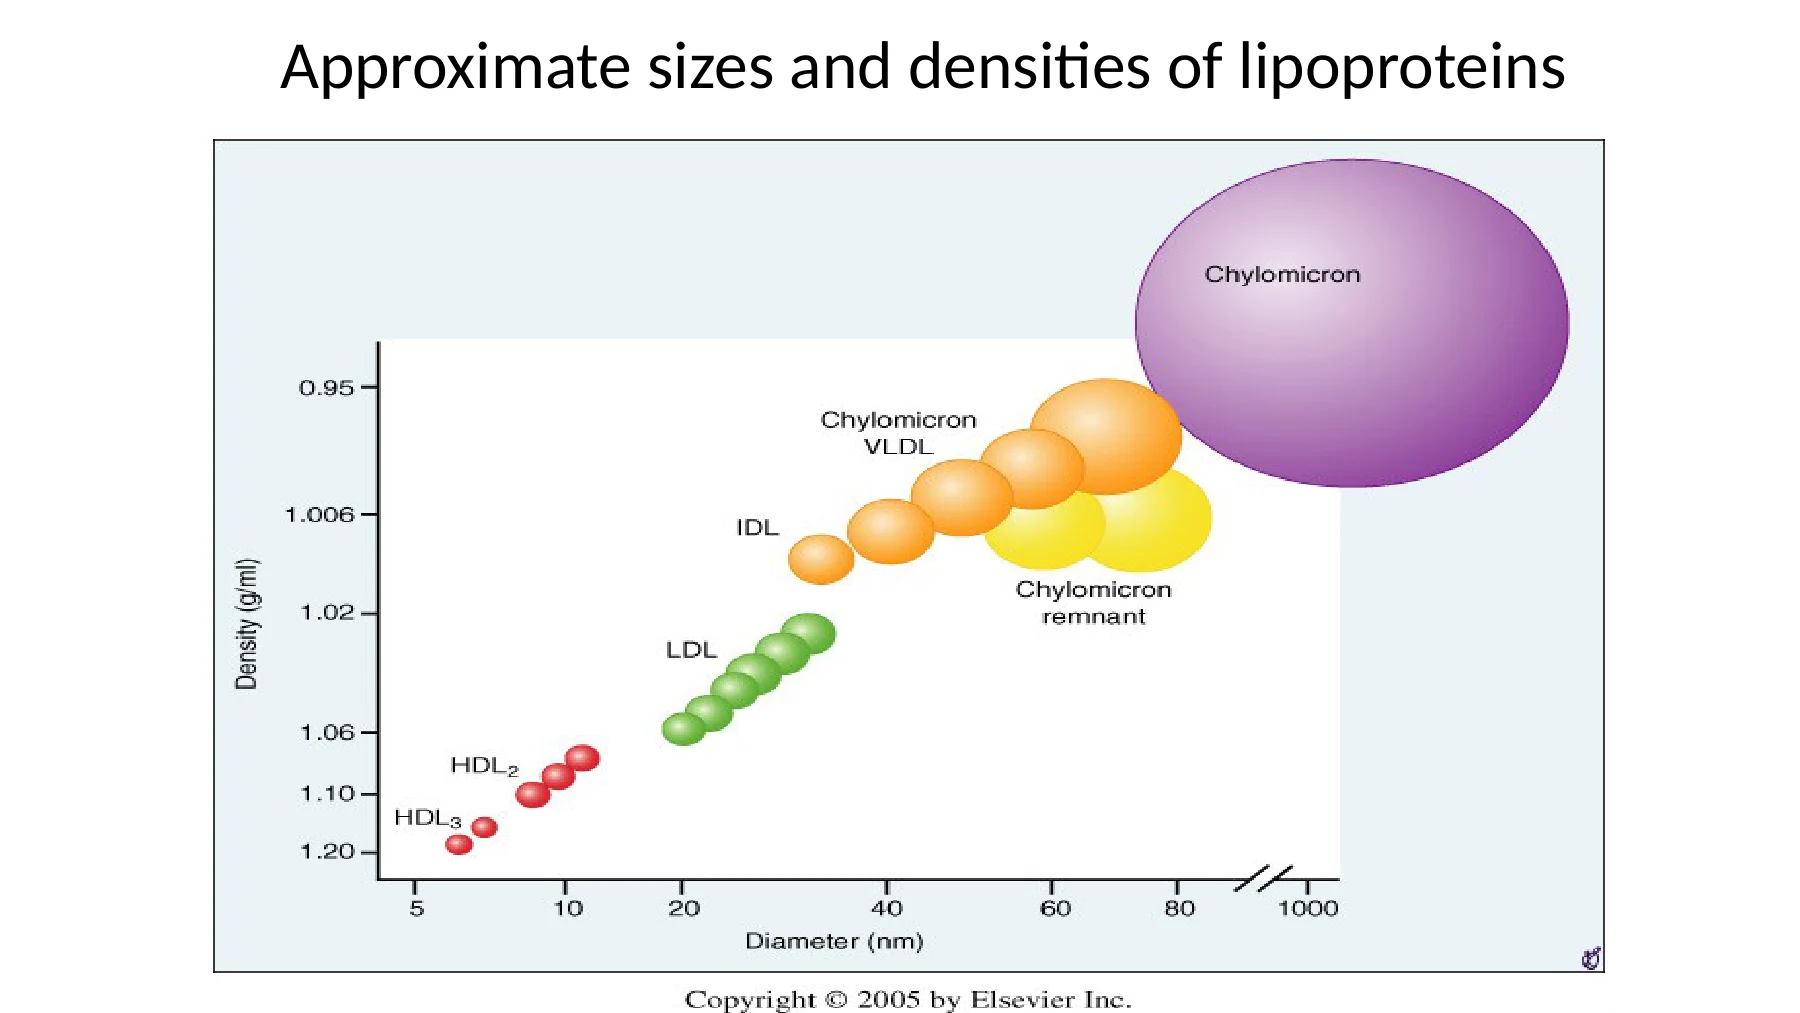 Approximate sizes and densities of lipoproteins
Chylomicron
0.95
Chylomicron
VLDL
1.006
IDL
Chylomicron
remnant
Density (g/ml)
1.02
LDL
1.06
HDL₂
1.10
HDL₃
1.20
5 10 20 40 60 80 1000
Diameter (nm)
Copyright © 2005 by Elsevier Inc.